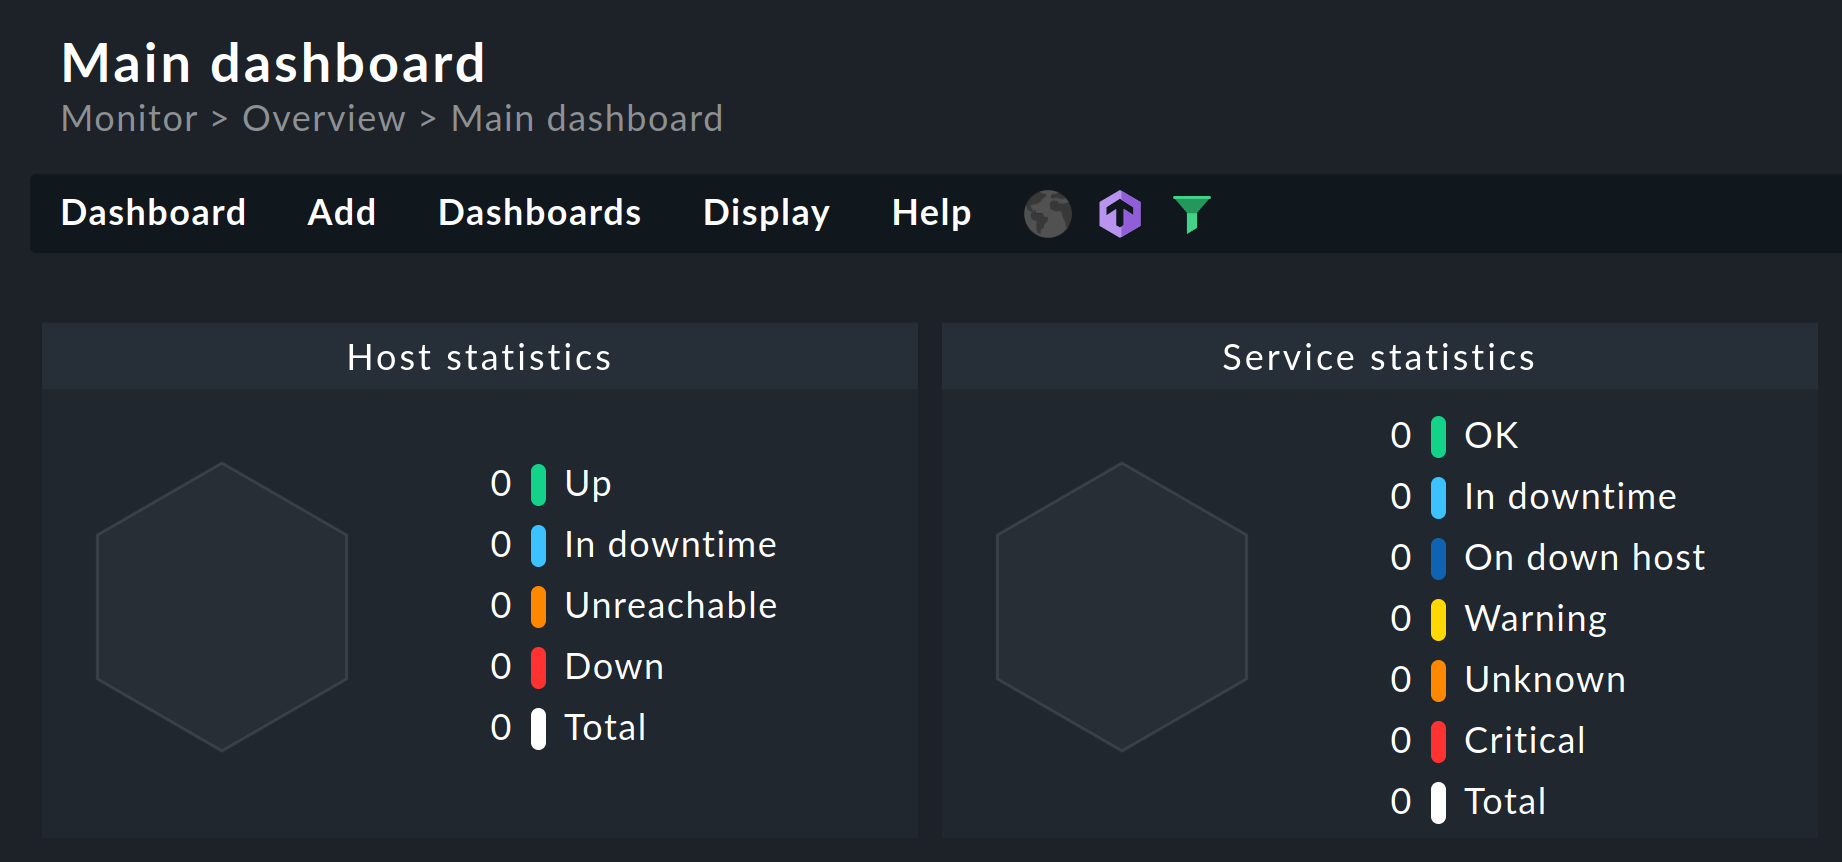 Main dashboard
Monitor > Overview > Main dashboard
Dashboard Add Dashboards Display Help
Host statistics
0 Up
0 In downtime
0 Unreachable
0 Down
0 Total
Service statistics
0 OK
0 In downtime
0 On down host
0 Warning
0 Unknown
0 Critical
0 Total